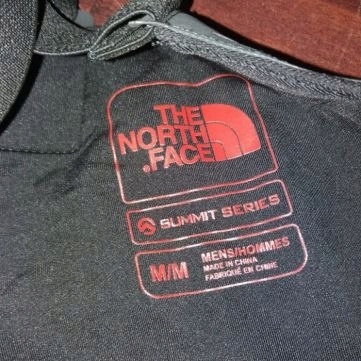 THE
NORTH
FACE
SUMMIT SERIES
M/M MENS/HOMMES
MADE IN CHINA
FABRIQUÉ EN CHINE